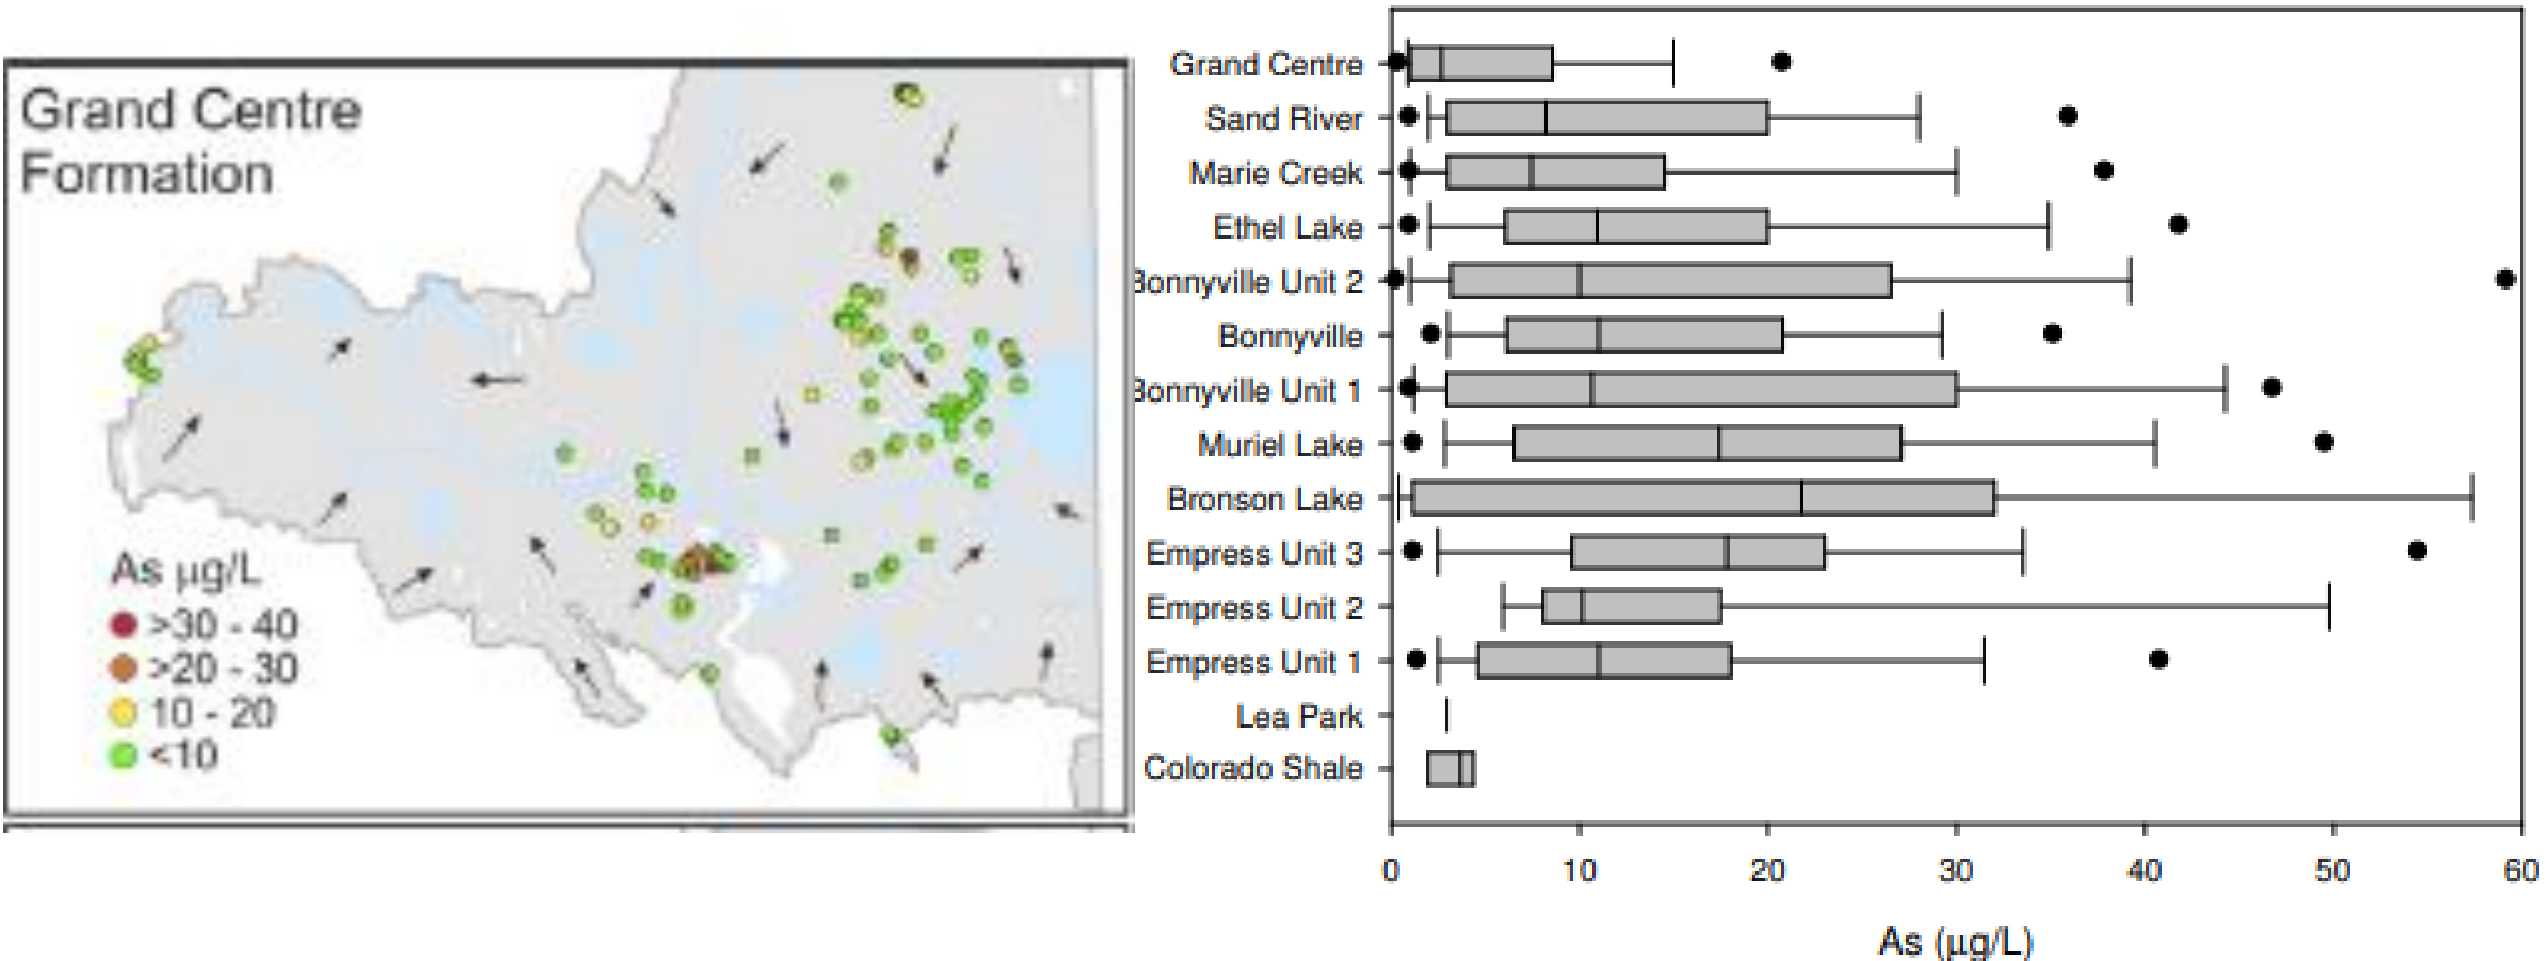 Grand Centre
Formation
As µg/L
>30 - 40
>20 - 30
10 - 20
<10
Grand Centre
Sand River
Marie Creek
Ethel Lake
Bonnyville Unit 2
Bonnyville
Bonnyville Unit 1
Muriel Lake
Bronson Lake
Empress Unit 3
Empress Unit 2
Empress Unit 1
Lea Park
Colorado Shale
0 10 20 30 40 50 60
As (µg/L)